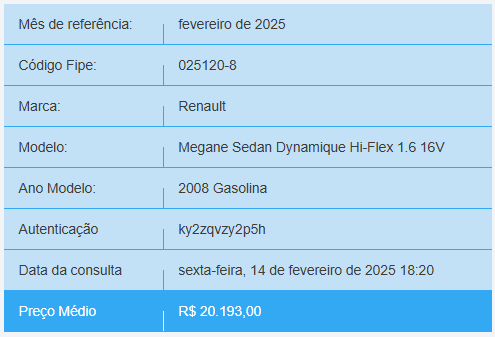 Mês de referência: fevereiro de 2025
Código Fipe: 025120-8
Marca: Renault
Modelo: Megane Sedan Dynamique Hi-Flex 1.6 16V
Ano Modelo: 2008 Gasolina
Autenticação ky2zqvzy2p5h
Data da consulta sexta-feira, 14 de fevereiro de 2025 18:20
Preço Médio R$ 20.193,00